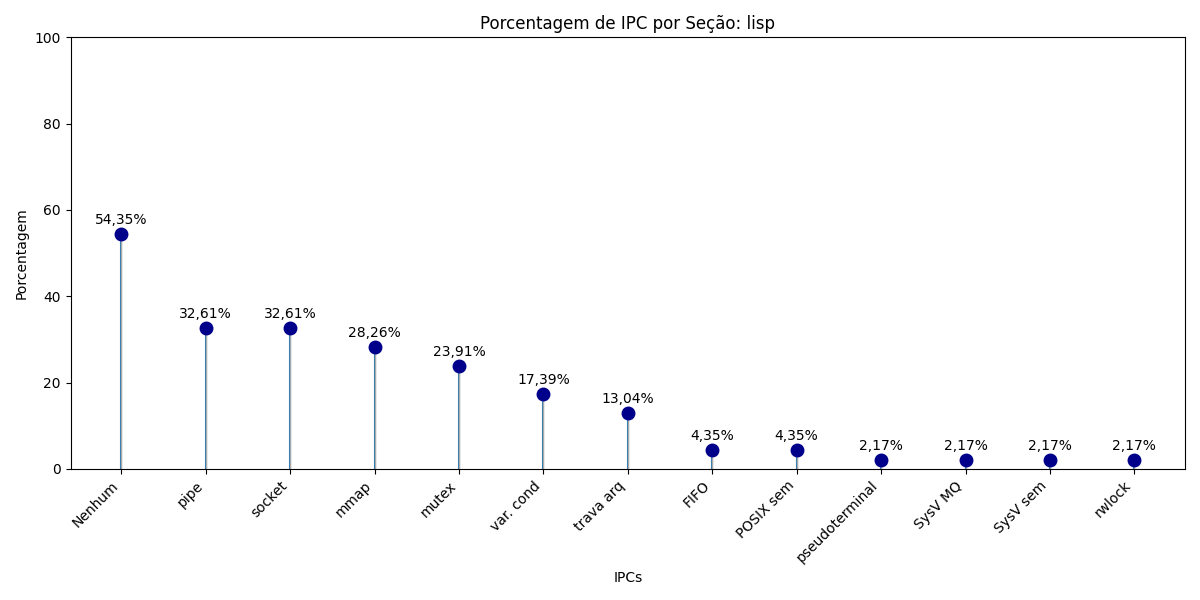 Porcentagem de IPC por Seção: lisp
100
80
60
40
20
0
Porcentagem
54,35%
32,61%
32,61%
28,26%
23,91%
17,39%
13,04%
4,35%
4,35%
2,17%
2,17%
2,17%
2,17%
Nenhum
pipe
socket
mmap
mutex
var. cond
trava arq
FIFO
POSIX sem
pseudoterminal
SysV MQ
SysV sem
rwlock
IPCs